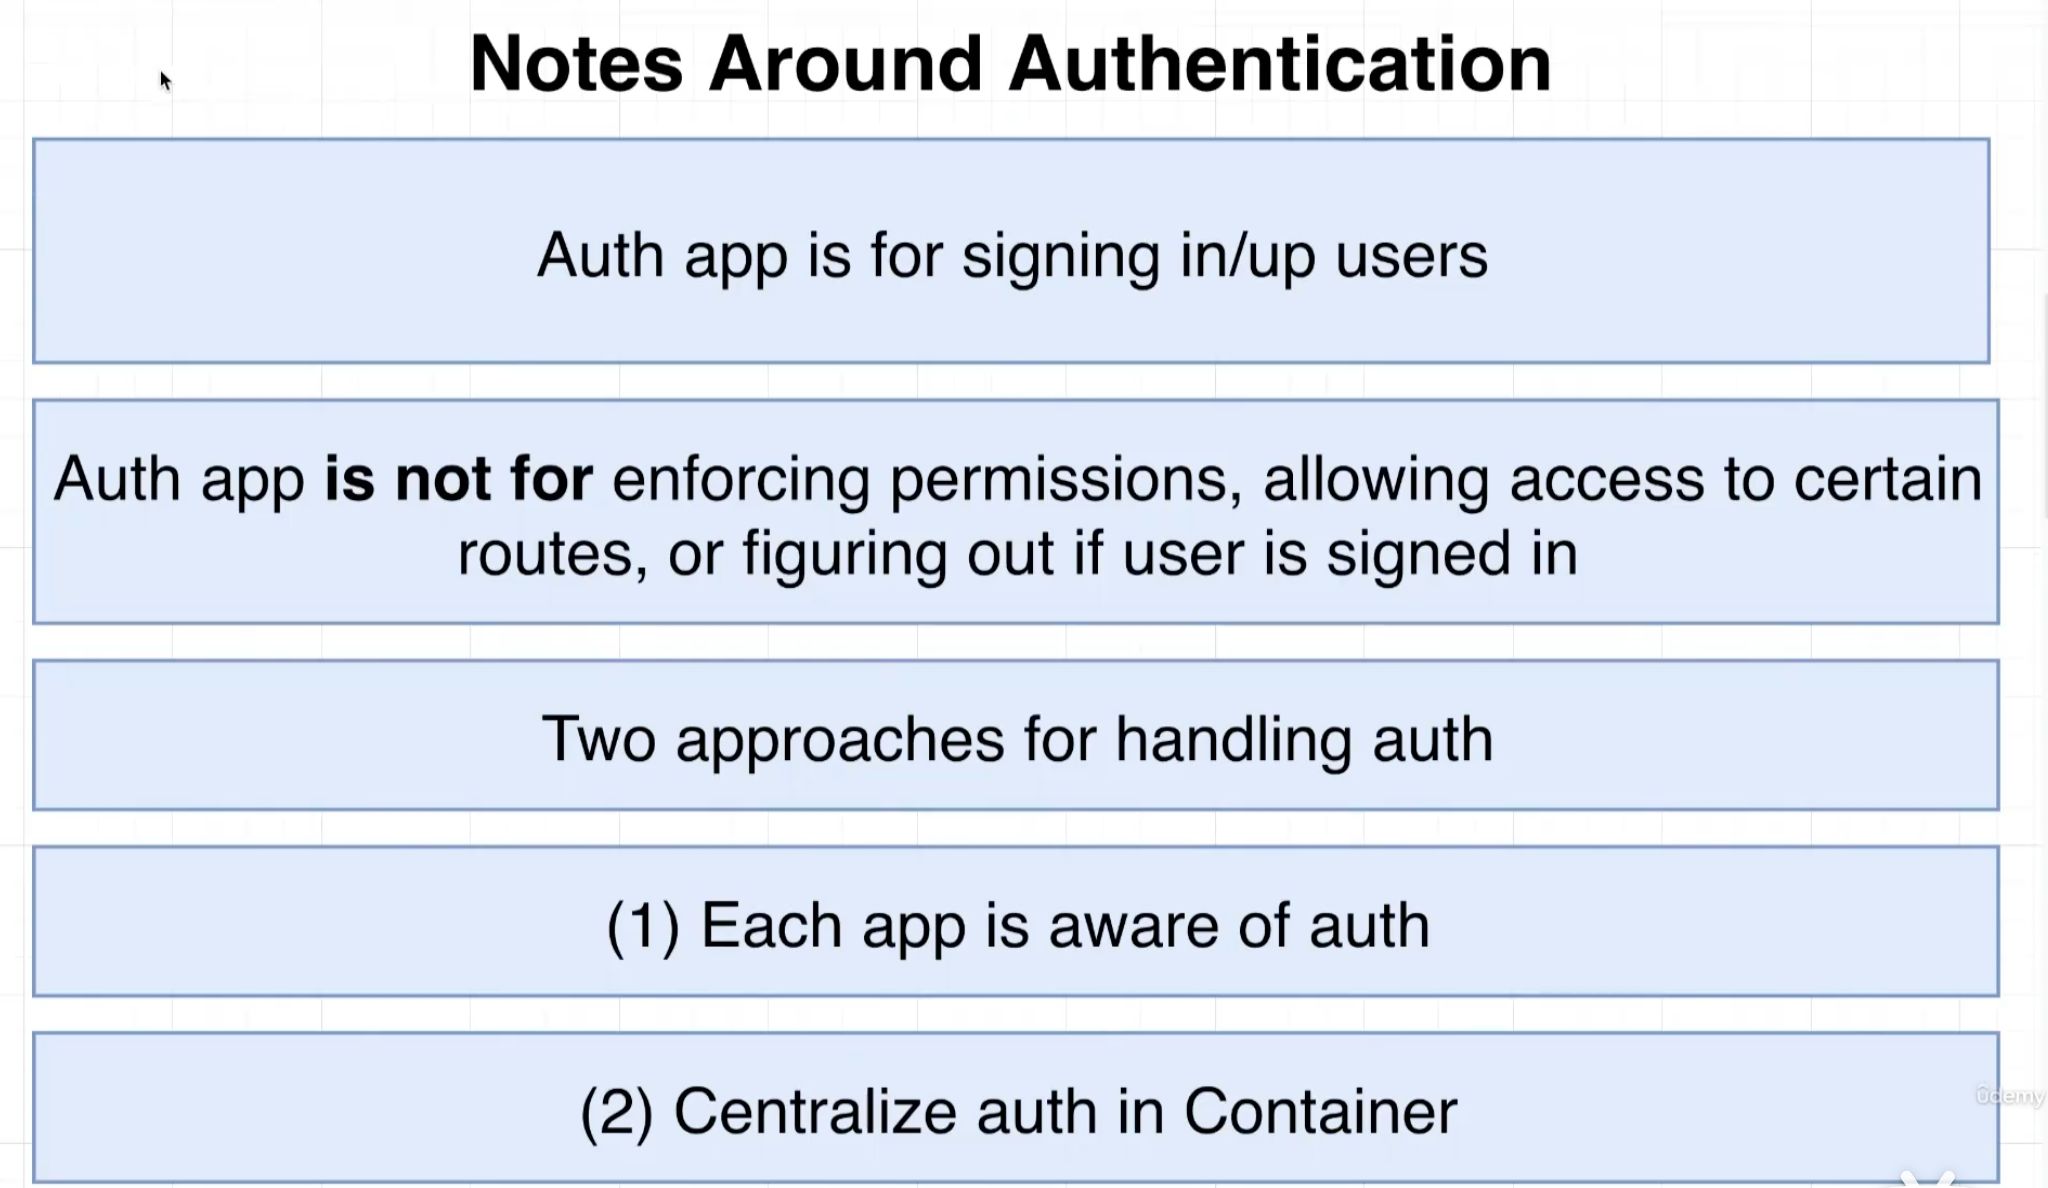 Notes Around Authentication
Auth app is for signing in/up users
Auth app is not for enforcing permissions, allowing access to certain
routes, or figuring out if user is signed in
Two approaches for handling auth
(1) Each app is aware of auth
(2) Centralize auth in Container
ûdemy